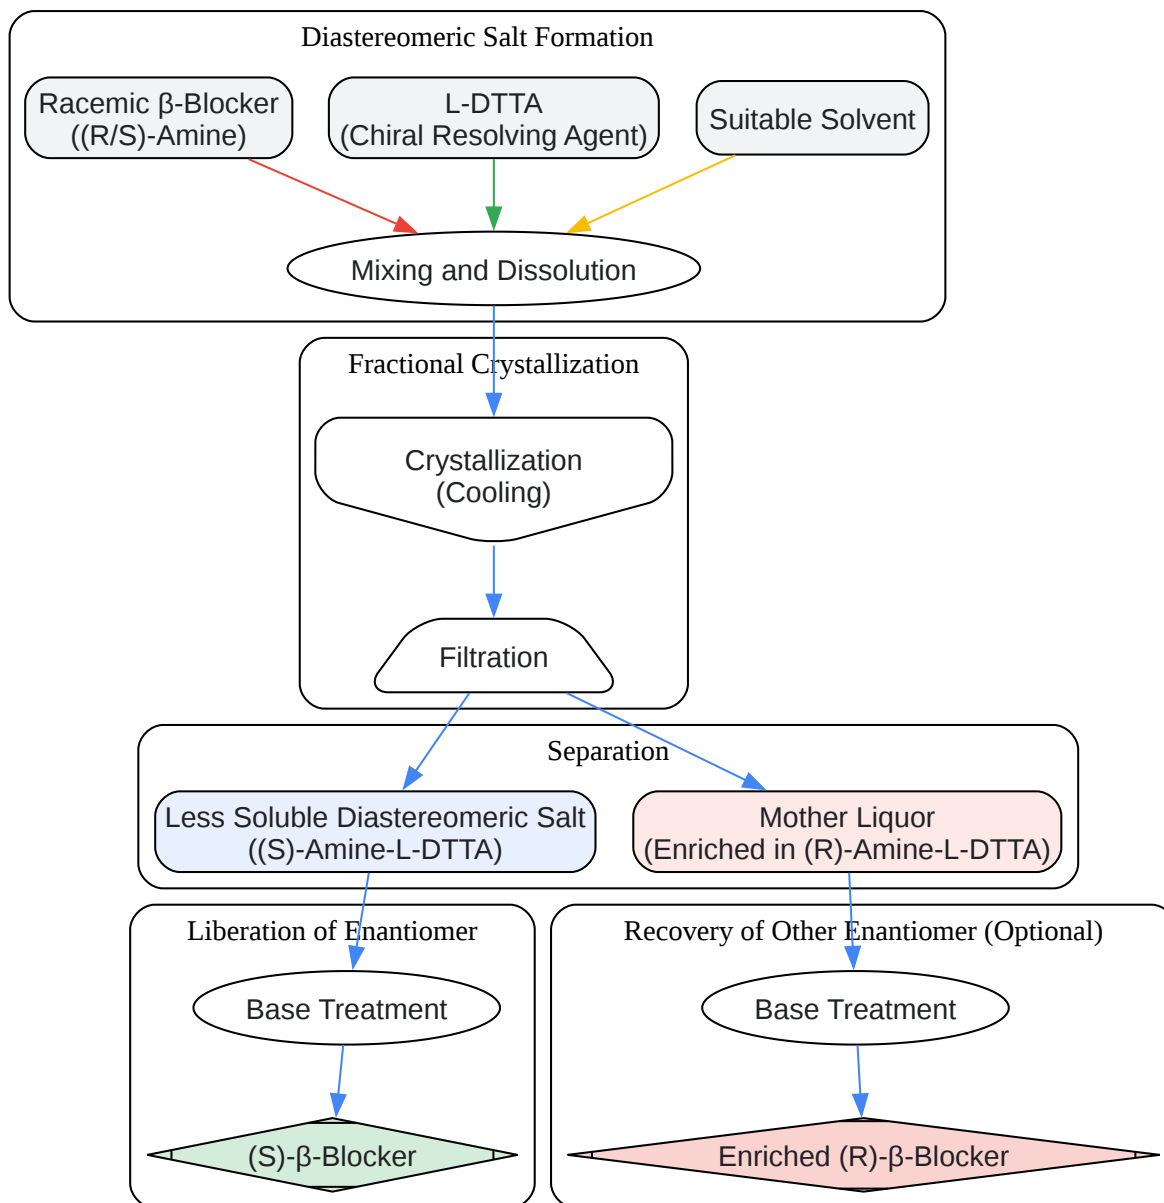 Diastereomeric Salt Formation
Racemic β-Blocker
((R/S)-Amine)
L-DTTA
(Chiral Resolving Agent)
Suitable Solvent
Mixing and Dissolution
Fractional Crystallization
Crystallization
(Cooling)
Filtration
Separation
Less Soluble Diastereomeric Salt
((S)-Amine-L-DTTA)
Mother Liquor
(Enriched in (R)-Amine-L-DTTA)
Liberation of Enantiomer
Base Treatment
(S)-β-Blocker
Recovery of Other Enantiomer (Optional)
Base Treatment
Enriched (R)-β-Blocker